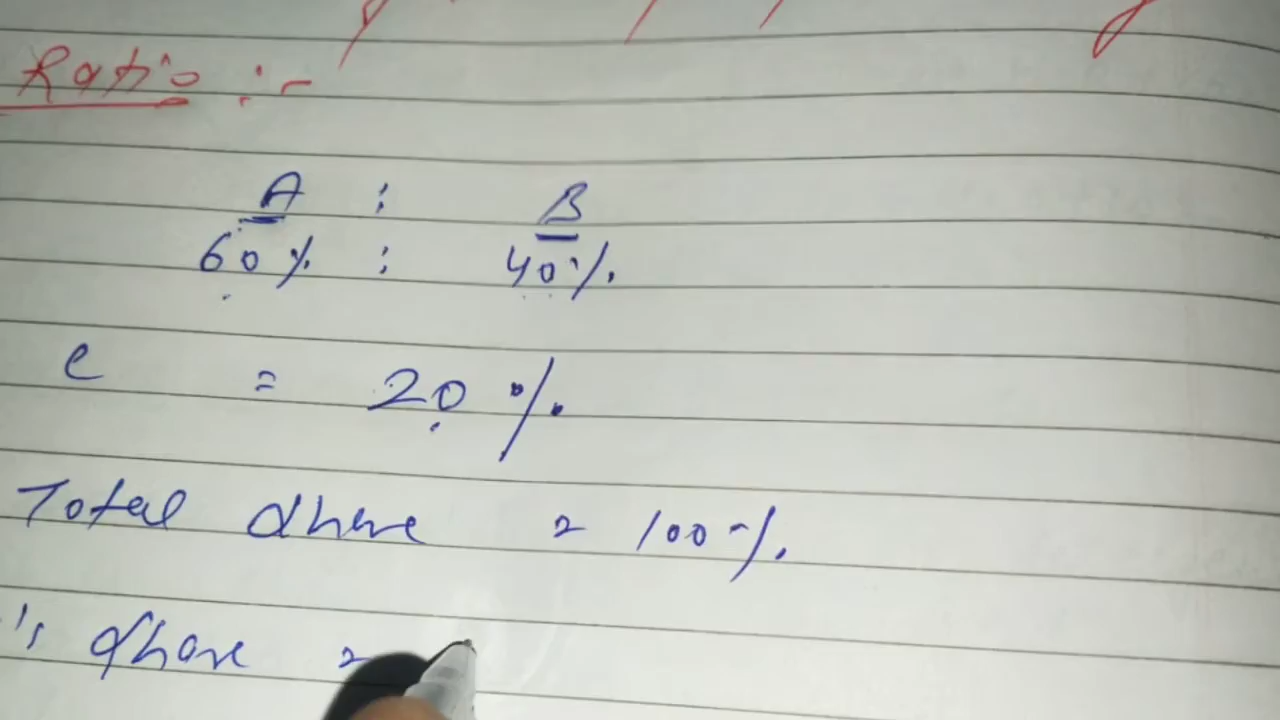 Ratio :-
A : B
60% : 40%.
C = 20%.
Total Share = 100%.
's Share =